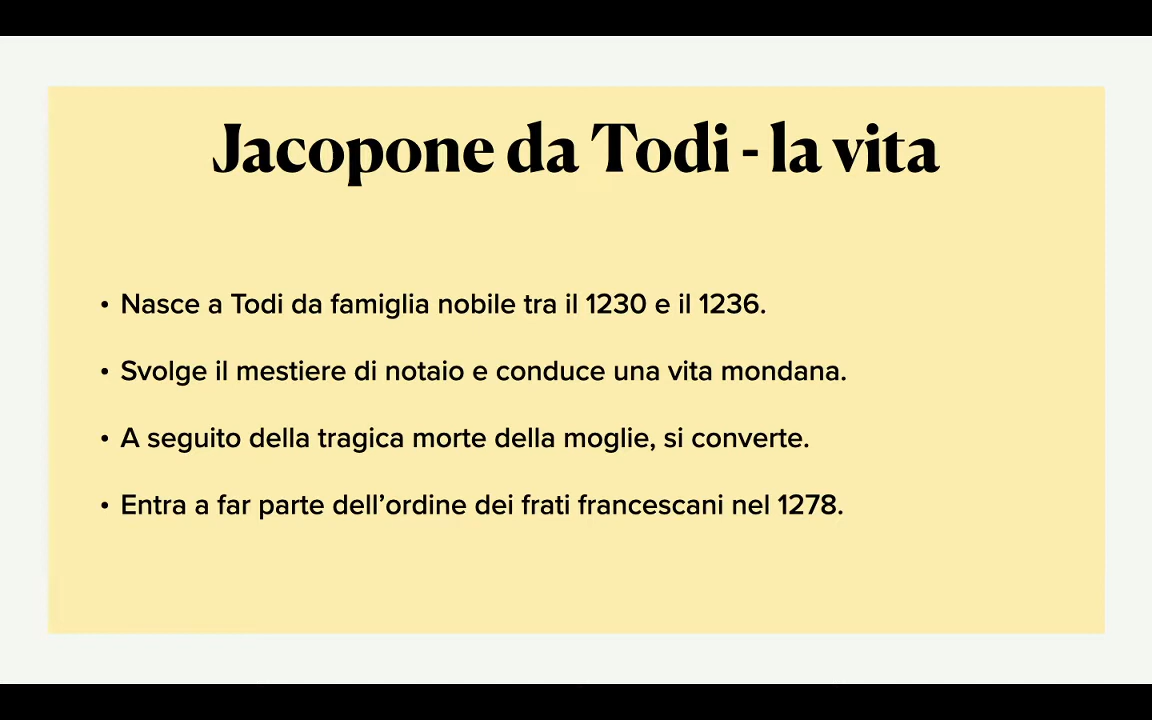 Jacopone da Todi - la vita
• Nasce a Todi da famiglia nobile tra il 1230 e il 1236.
• Svolge il mestiere di notaio e conduce una vita mondana.
• A seguito della tragica morte della moglie, si converte.
• Entra a far parte dell’ordine dei frati francescani nel 1278.